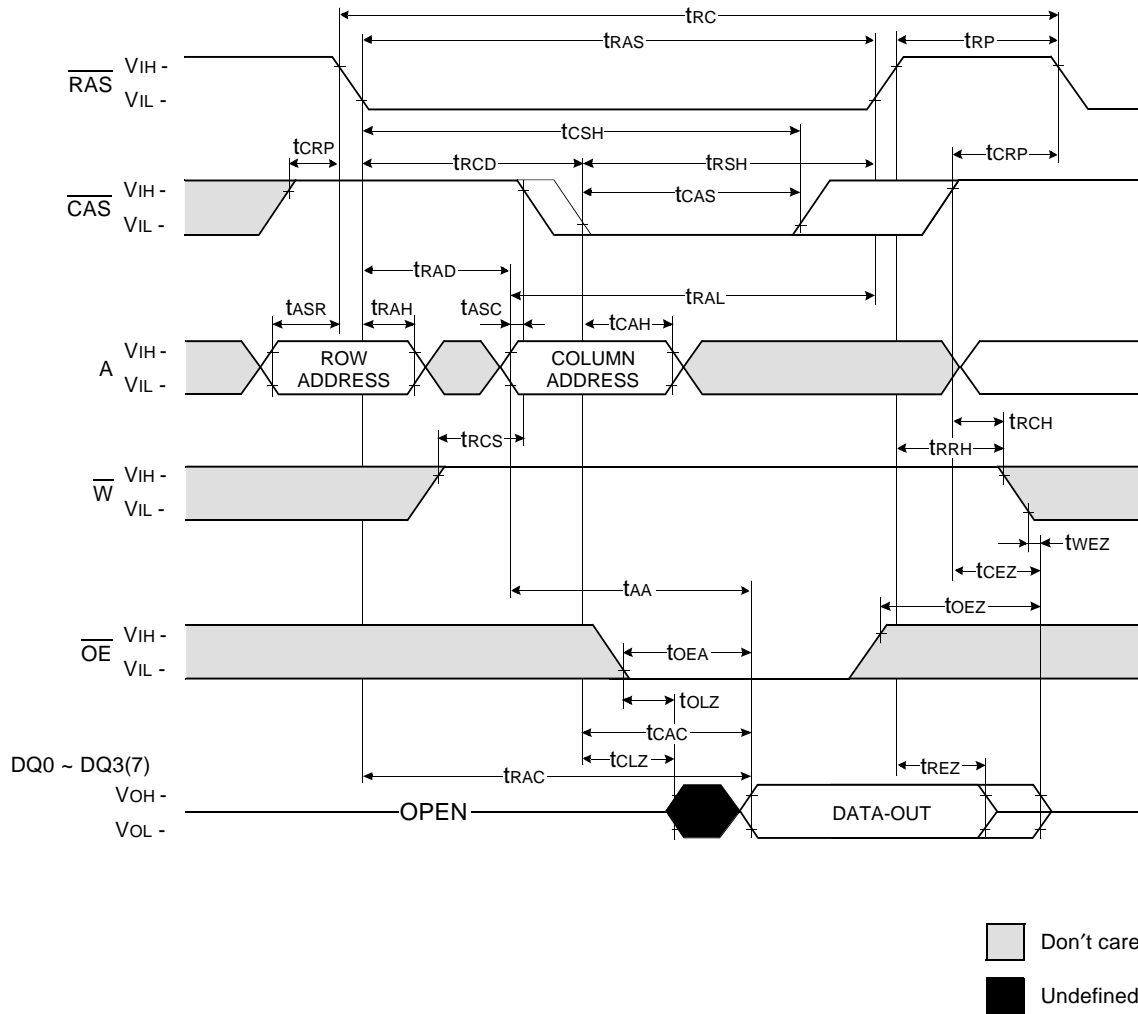 tRC
tRAS
tRP
RAS
VIH -
VIL -
tCSH
tCRP
tRCD
tRSH
tCRP
CAS
VIH -
VIL -
tCAS
tRAD
tRAL
tASR
tRAH
tASC
tCAH
A
VIH -
VIL -
ROW
ADDRESS
COLUMN
ADDRESS
tRCH
tRCS
tRRH
W
VIH -
VIL -
tWEZ
tCEZ
tAA
tOEZ
OE
VIH -
VIL -
tOEA
tOLZ
tCAC
DQ0 ~ DQ3(7)
tCLZ
tREZ
tRAC
VOH -
VOL -
OPEN
DATA-OUT
Don′t care
Undefined